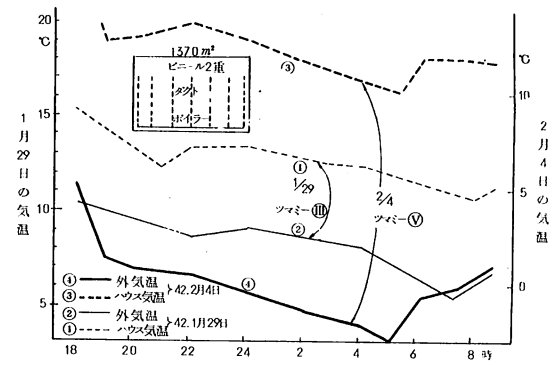 20
℃
15
10
5
1月29日の気温
1370m²
ビニール2重
ダクト
ボイラー
③
①
1/29
ツマミーⅢ
②
2/4
ツマミーⅤ
④
④ 外気温
③ ハウス気温
42.2月4日
② 外気温
① ハウス気温
42.1月29日
℃
10
5
0
2月4日の気温
18 20 22 24 2 4 6 8 時